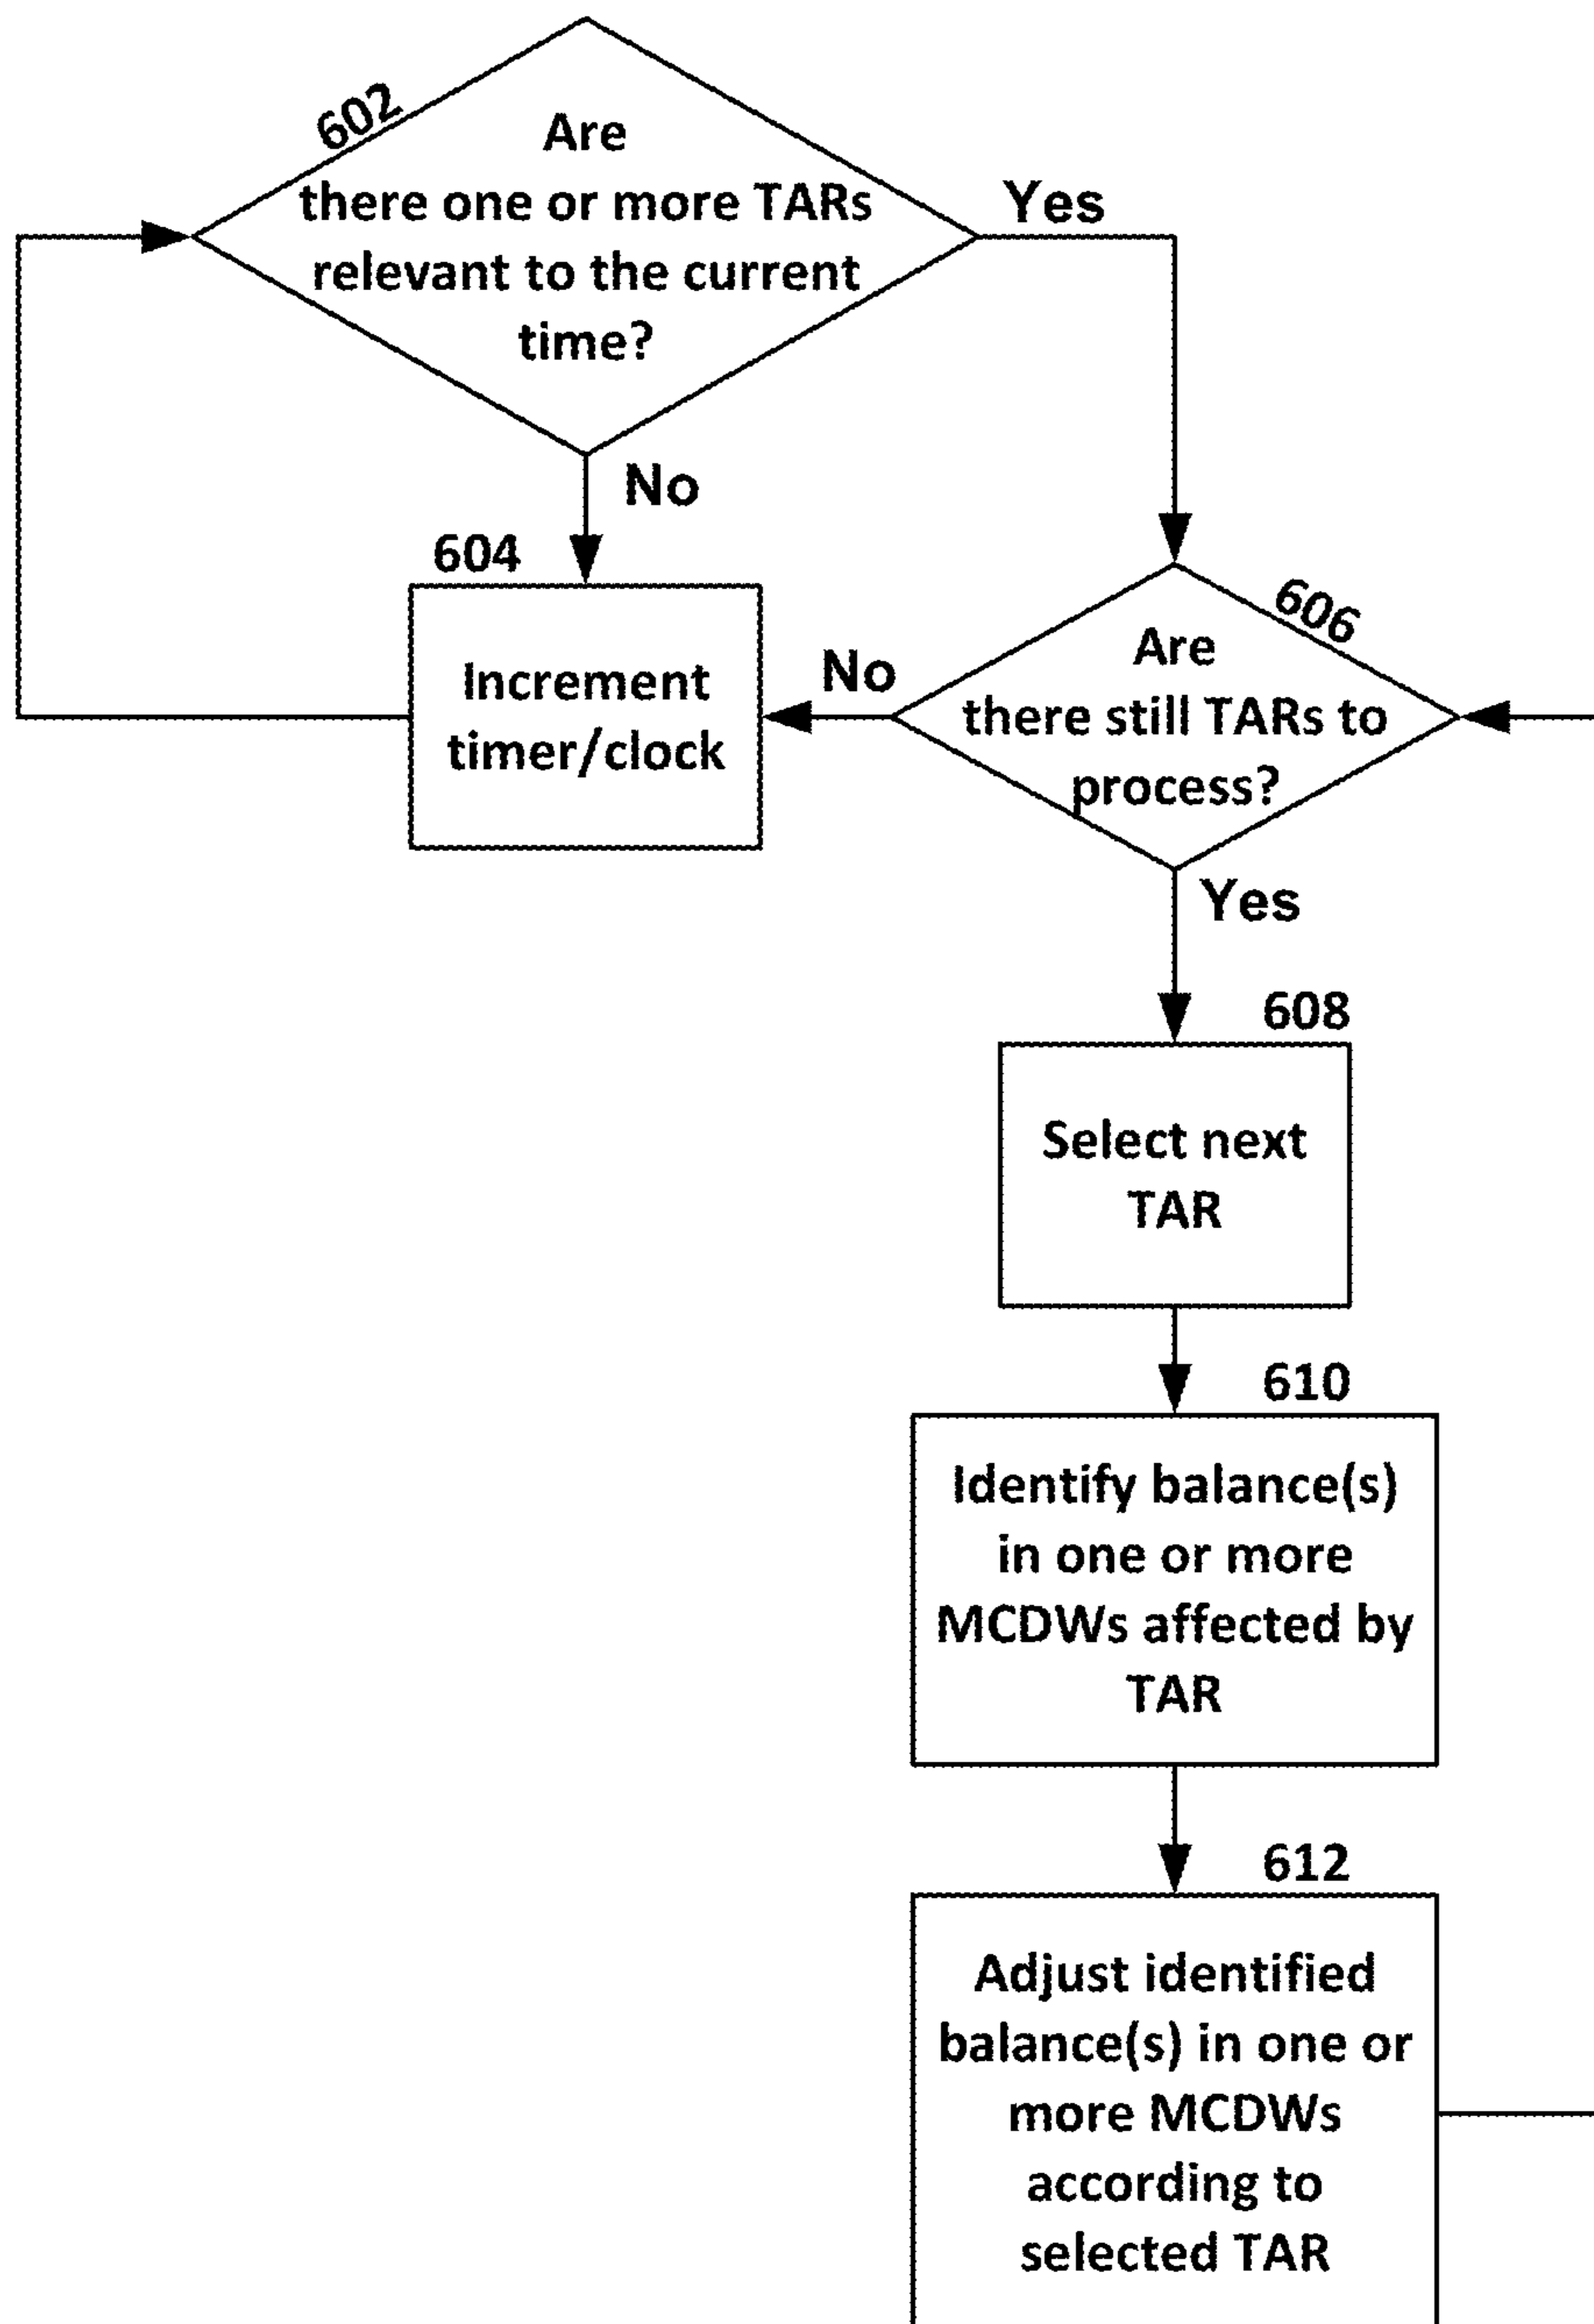 602
Are
there one or more TARs
relevant to the current
time?
Yes
No
604
Increment
timer/clock
No
606
Are
there still TARs to
process?
Yes
608
Select next
TAR
610
Identify balance(s)
in one or more
MCDWs affected by
TAR
612
Adjust identified
balance(s) in one or
more MCDWs
according to
selected TAR